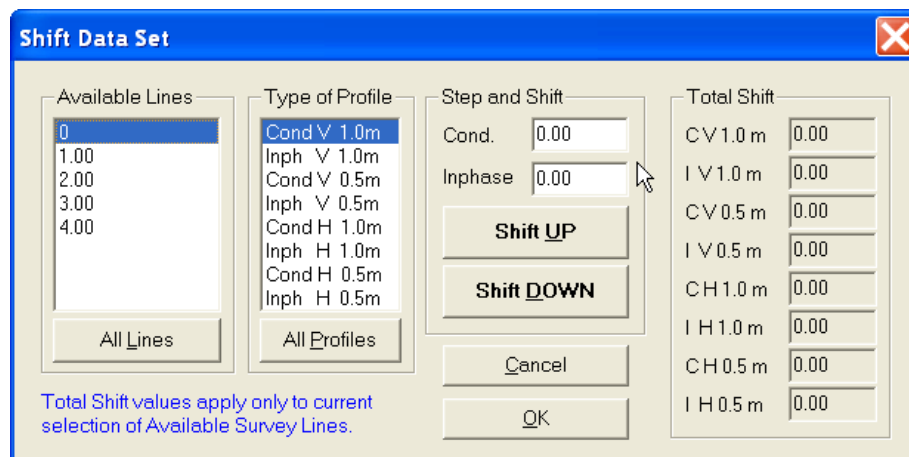 Shift Data Set
Available Lines
0
1.00
2.00
3.00
4.00
All Lines
Type of Profile
Cond V 1.0m
Inph V 1.0m
Cond V 0.5m
Inph V 0.5m
Cond H 1.0m
Inph H 1.0m
Cond H 0.5m
Inph H 0.5m
All Profiles
Step and Shift
Cond. 0.00
Inphase 0.00
Shift UP
Shift DOWN
Cancel
OK
Total Shift
C V 1.0 m 0.00
I V 1.0 m 0.00
C V 0.5 m 0.00
I V 0.5 m 0.00
C H 1.0 m 0.00
I H 1.0 m 0.00
C H 0.5 m 0.00
I H 0.5 m 0.00
Total Shift values apply only to current
selection of Available Survey Lines.